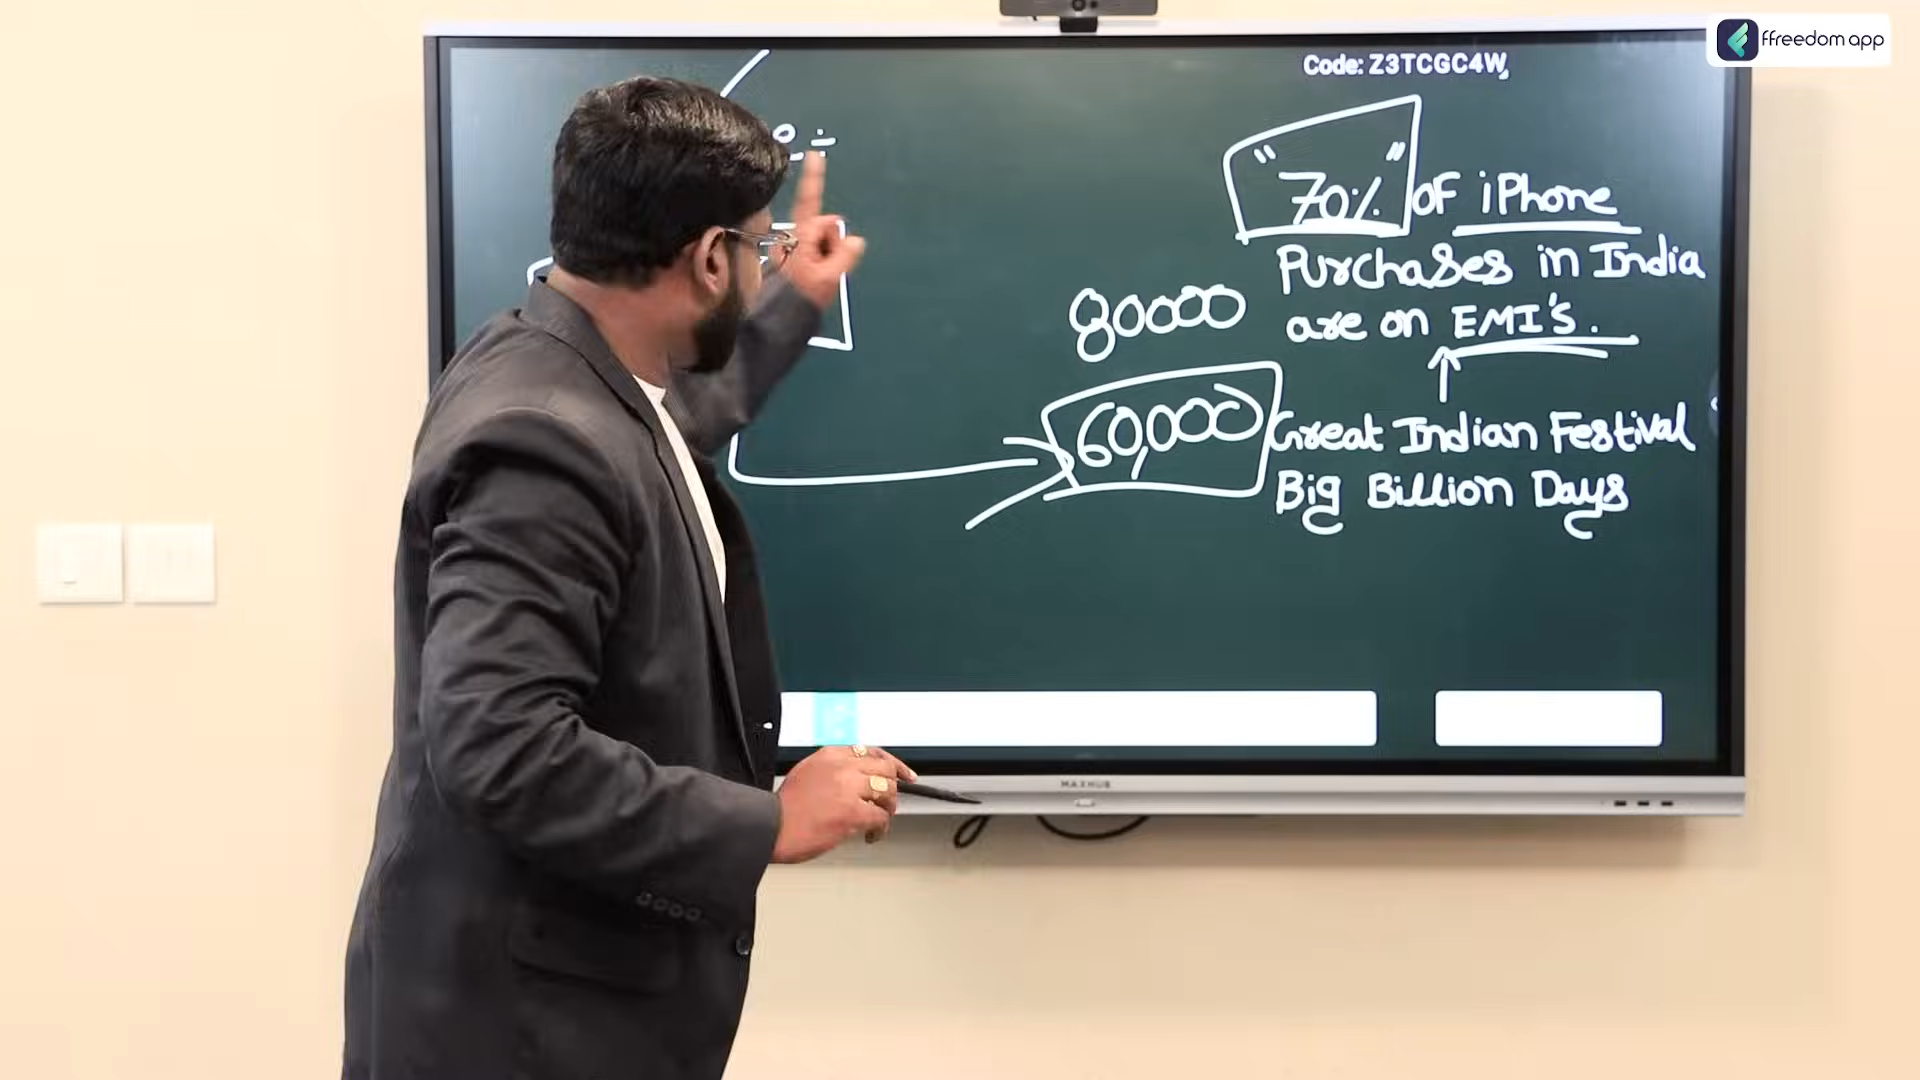 ffreedom app
Code: Z3TCGC4W
"70%" OF iPhone
Purchases in India
are on EMI's.
80000
60,000
Great Indian Festival
Big Billion Days
MAXHUB